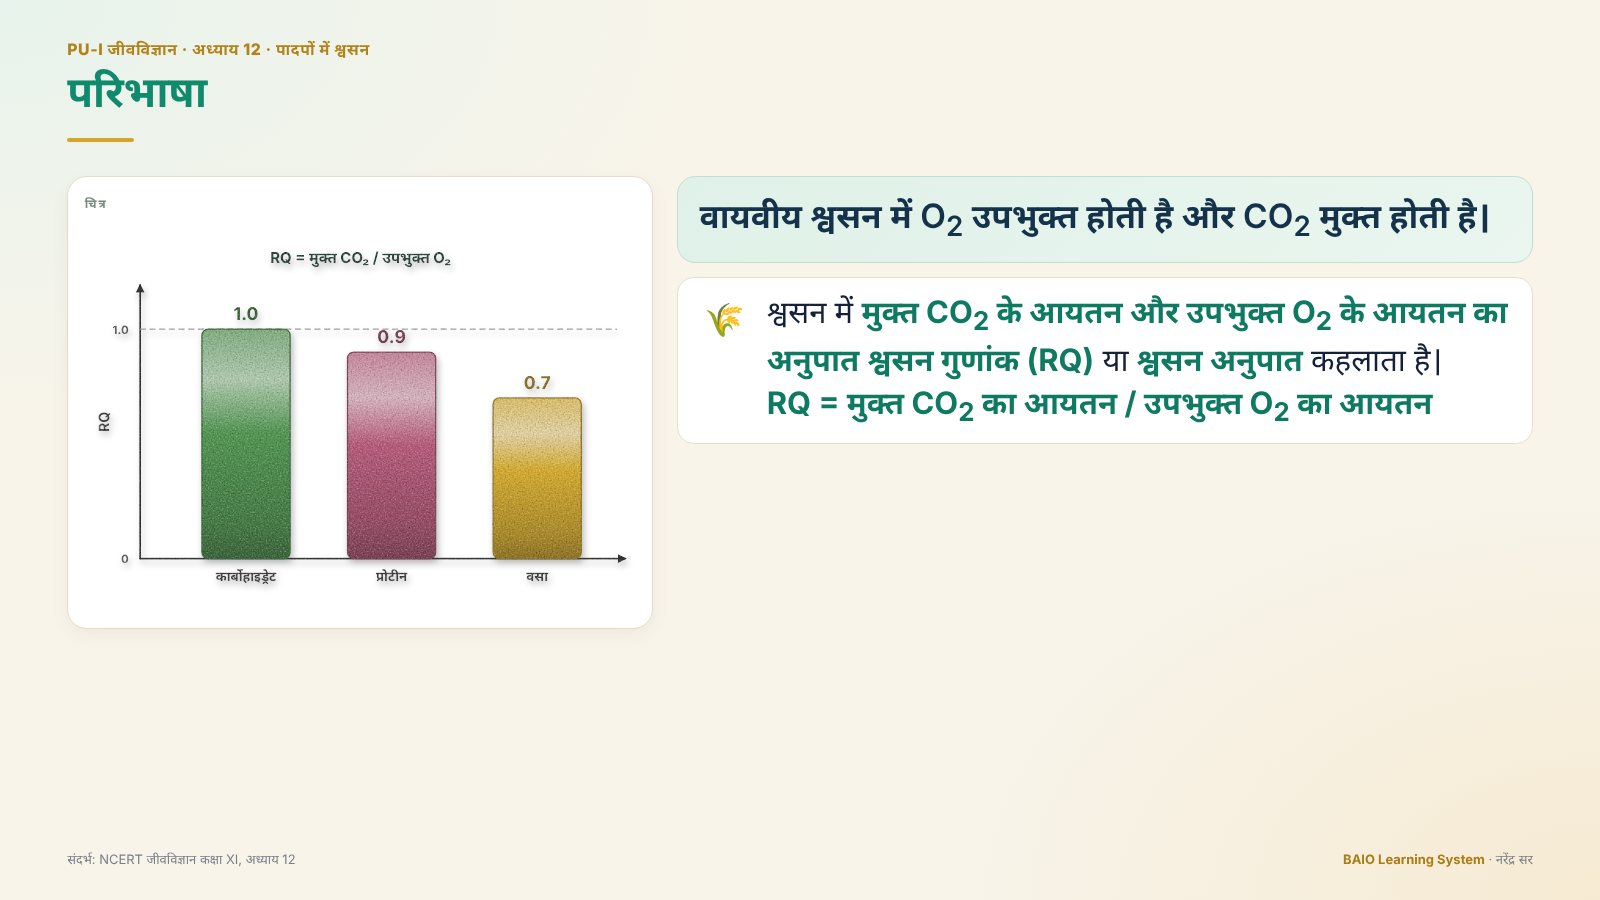 PU-I जीवविज्ञान · अध्याय 12 · पादपों में श्वसन
परिभाषा
चित्र
RQ = मुक्त CO₂ / उपभुक्त O₂
1.0
1.0
0.9
0.7
RQ
0
कार्बोहाइड्रेट
प्रोटीन
वसा
वायवीय श्वसन में O₂ उपभुक्त होती है और CO₂ मुक्त होती है|
🌾 श्वसन में मुक्त CO₂ के आयतन और उपभुक्त O₂ के आयतन का
अनुपात श्वसन गुणांक (RQ) या श्वसन अनुपात कहलाता है|
RQ = मुक्त CO₂ का आयतन / उपभुक्त O₂ का आयतन
संदर्भ: NCERT जीवविज्ञान कक्षा XI, अध्याय 12
BAIO Learning System · नरेंद्र सर